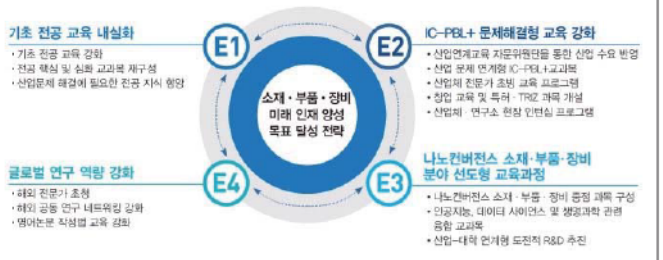 기초 전공 교육 내실화
· 기초 전공 교육 강화
· 전공 핵심 및 심화 교과목 재구성
· 산업문제 해결에 필요한 전공 지식 함양
E1
E2
IC-PBL+ 문제해결형 교육 강화
• 산업연계교육 자문위원단을 통한 산업 수요 반영
• 산업 문제 연계형 IC-PBL+교과목
• 산업체 전문가 초빙 교육 프로그램
• 창업 교육 및 특허 · TRIZ 과목 개설
• 산업체 · 연구소 현장 인턴십 프로그램
소재 · 부품 · 장비
미래 인재 양성
목표 달성 전략
글로벌 연구 역량 강화
· 해외 전문가 초청
· 해외 공동 연구 네트워킹 강화
· 영어논문 작성법 교육 강화
E4
E3
나노컨버전스 소재·부품·장비
분야 선도형 교육과정
• 나노컨버전스 소재 · 부품 · 장비 중점 과목 구성
• 인공지능, 데이터 사이언스 및 생명과학 관련
융합 교과목
• 산업-대학 연계형 도전적 R&D 추진